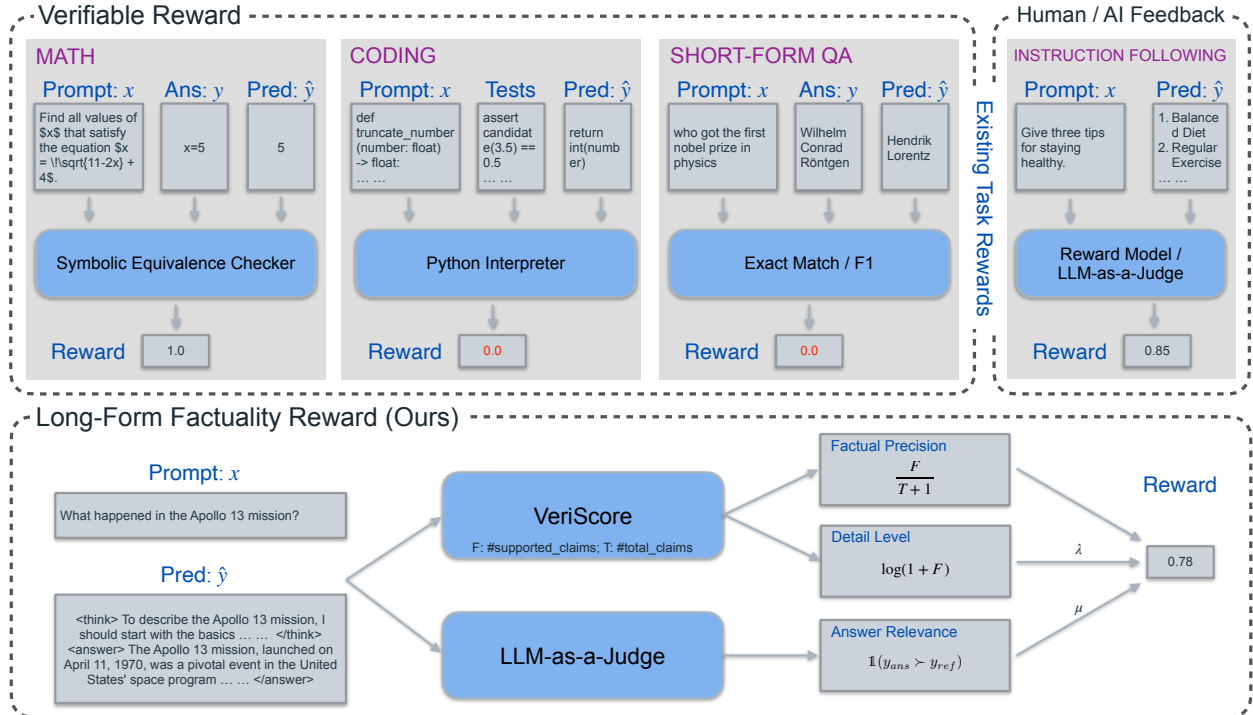 Verifiable Reward
Human / AI Feedback
MATH
Prompt: x
Ans: y
Pred: ŷ
Find all values of
$x$ that satisfy
the equation $x
= \!\sqrt{11-2x} +
4$.
x=5
5
Symbolic Equivalence Checker
Reward
1.0
CODING
Prompt: x
Tests
Pred: ŷ
def
truncate_number
(number: float)
-> float:
... ...
assert
candidat
e(3.5) ==
0.5
... ...
return
int(numb
er)
Python Interpreter
Reward
0.0
SHORT-FORM QA
Prompt: x
Ans: y
Pred: ŷ
who got the first
nobel prize in
physics
Wilhelm
Conrad
Röntgen
Hendrik
Lorentz
Exact Match / F1
Reward
0.0
Existing Task Rewards
INSTRUCTION FOLLOWING
Prompt: x
Pred: ŷ
Give three tips
for staying
healthy.
1. Balance
d Diet
2. Regular
Exercise
... ...
Reward Model /
LLM-as-a-Judge
Reward
0.85
Long-Form Factuality Reward (Ours)
Prompt: x
What happened in the Apollo 13 mission?
Pred: ŷ
<think> To describe the Apollo 13 mission, I
should start with the basics ... ... </think>
<answer> The Apollo 13 mission, launched on
April 11, 1970, was a pivotal event in the United
States' space program ... ... </answer>
VeriScore
F: #supported_claims; T: #total_claims
LLM-as-a-Judge
Factual Precision
F
T + 1
Detail Level
log(1 + F)
Answer Relevance
𝟙(y_ans ≻ y_ref)
λ
μ
Reward
0.78